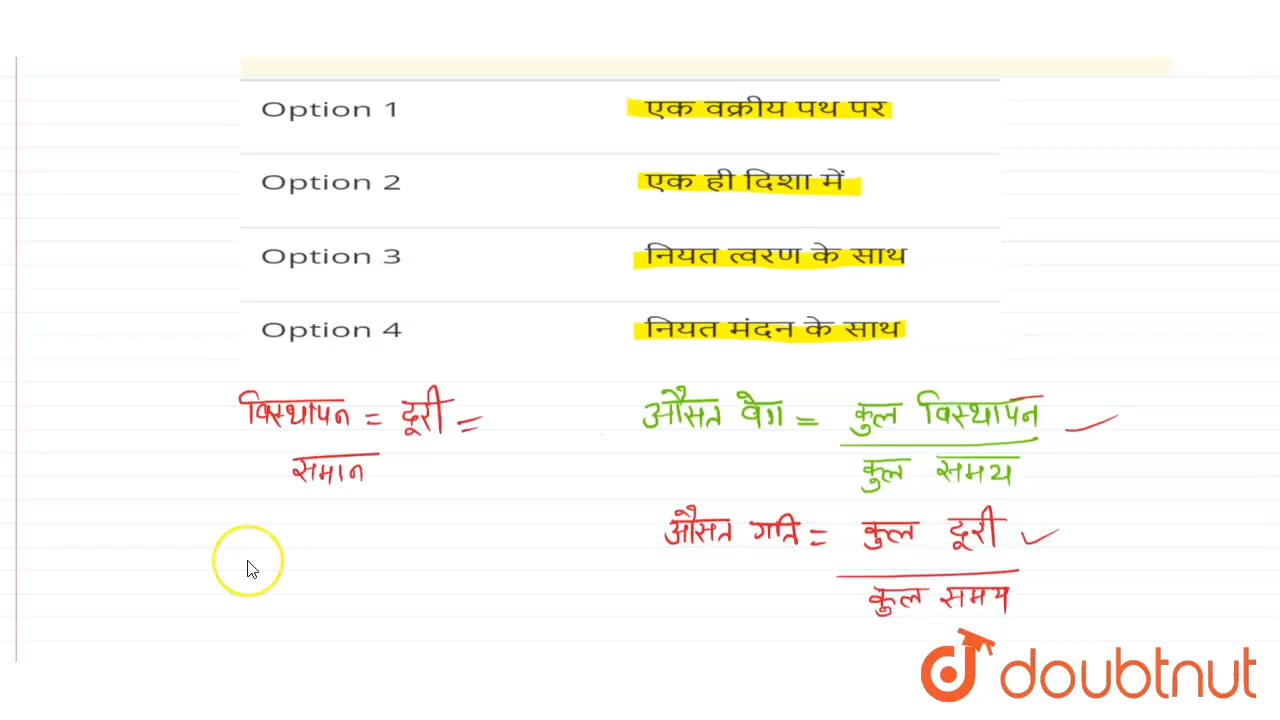 Option 1 एक वक्रीय पथ पर
Option 2 एक ही दिशा में
Option 3 नियत त्वरण के साथ
Option 4 नियत मंदन के साथ
विस्थापन = दूरी =
समान
औसत वेग = कुल विस्थापन
कुल समय
औसत गति = कुल दूरी
कुल समय
doubtnut